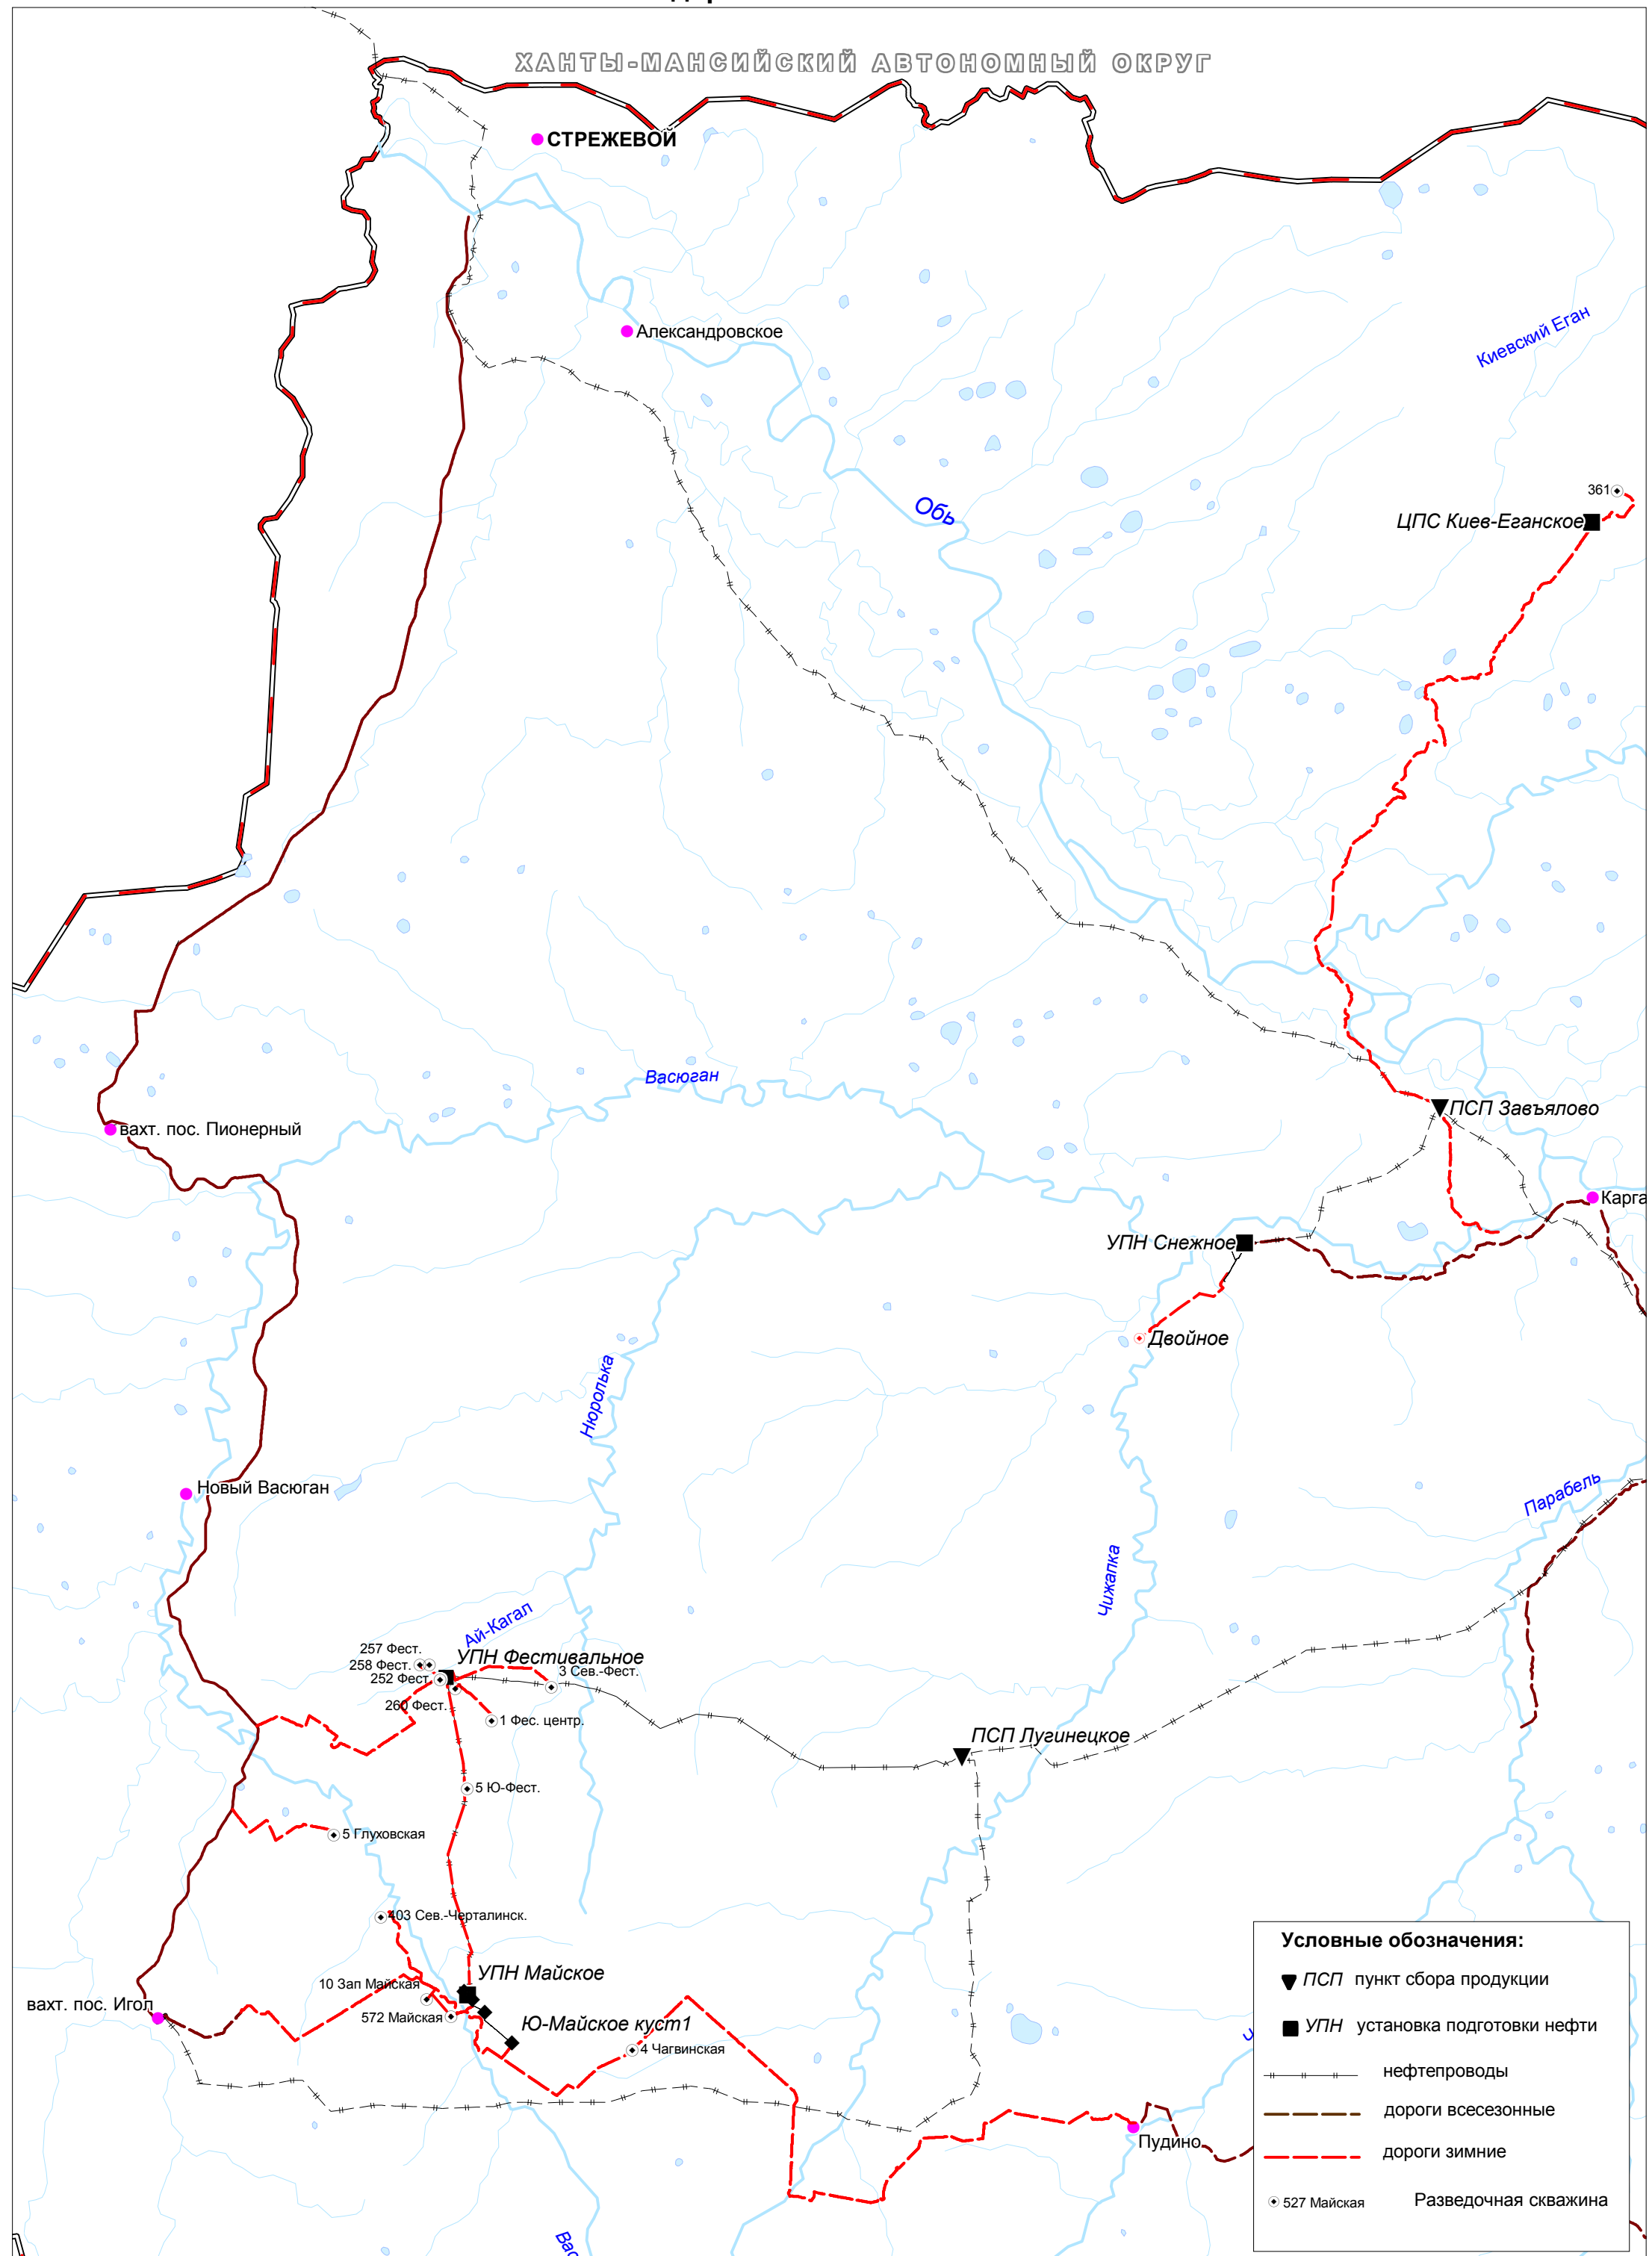 ХАНТЫ-МАНСИЙСКИЙ АВТОНОМНЫЙ ОКРУГ
СТРЕЖЕВОЙ
Александровское
Киевский Еган
Обь
361
ЦПС Киев-Еганское
Васюган
ПСП Завъялово
вахт. пос. Пионерный
Карга
УПН Снежное
Двойное
Нюролька
Новый Васюган
Парабель
Чижапка
Ай-Кагал
257 Фест.
УПН Фестивальное
258 Фест.
3 Сев.-Фест.
252 Фест.
260 Фест.
1 Фес. центр.
ПСП Лугинецкое
5 Ю-Фест.
5 Глуховская
403 Сев.-Черталинск.
УПН Майское
10 Зап Майская
вахт. пос. Игол
572 Майская
Ю-Майское куст1
4 Чагвинская
Пудино
Вас
Условные обозначения:
ПСП пункт сбора продукции
УПН установка подготовки нефти
нефтепроводы
дороги всесезонные
дороги зимние
527 Майская Разведочная скважина